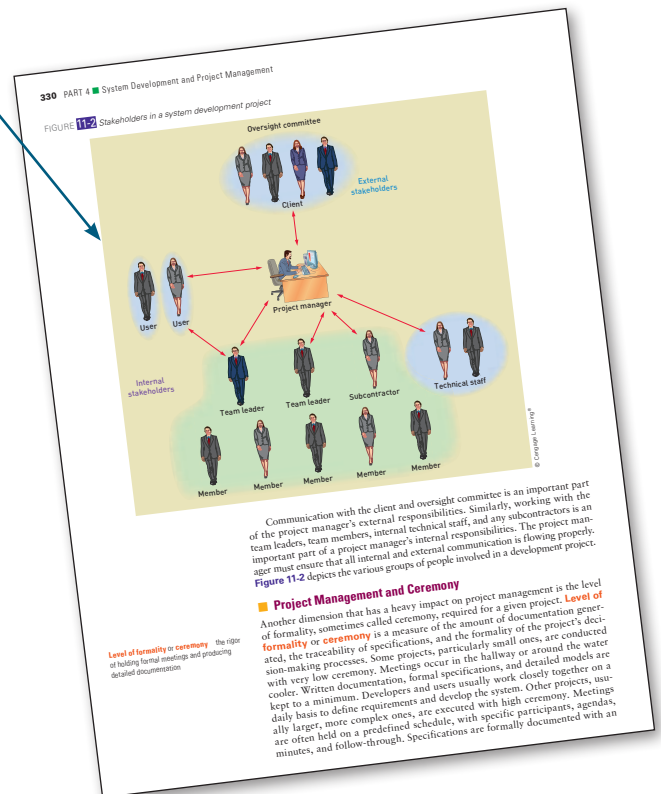 330 PART 4 ■ System Development and Project Management
FIGURE 11-2 Stakeholders in a system development project
Oversight committee
Client
External
stakeholders
Project manager
User
User
Internal
stakeholders
Team leader
Team leader
Subcontractor
Technical staff
Member
Member
Member
Member
Member
© Cengage Learning®
Communication with the client and oversight committee is an important part
of the project manager's external responsibilities. Similarly, working with the
team leaders, team members, internal technical staff, and any subcontractors is an
important part of a project manager's internal responsibilities. The project man-
ager must ensure that all internal and external communication is flowing properly.
Figure 11-2 depicts the various groups of people involved in a development project.
■ Project Management and Ceremony
Another dimension that has a heavy impact on project management is the level
of formality, sometimes called ceremony, required for a given project. Level of
formality or ceremony is a measure of the amount of documentation gener-
ated, the traceability of specifications, and the formality of the project's deci-
sion-making processes. Some projects, particularly small ones, are conducted
with very low ceremony. Meetings occur in the hallway or around the water
cooler. Written documentation, formal specifications, and detailed models are
kept to a minimum. Developers and users usually work closely together on a
daily basis to define requirements and develop the system. Other projects, usu-
ally larger, more complex ones, are executed with high ceremony. Meetings
are often held on a predefined schedule, with specific participants, agendas,
minutes, and follow-through. Specifications are formally documented with an
Level of formality or ceremony the rigor
of holding formal meetings and producing
detailed documentation